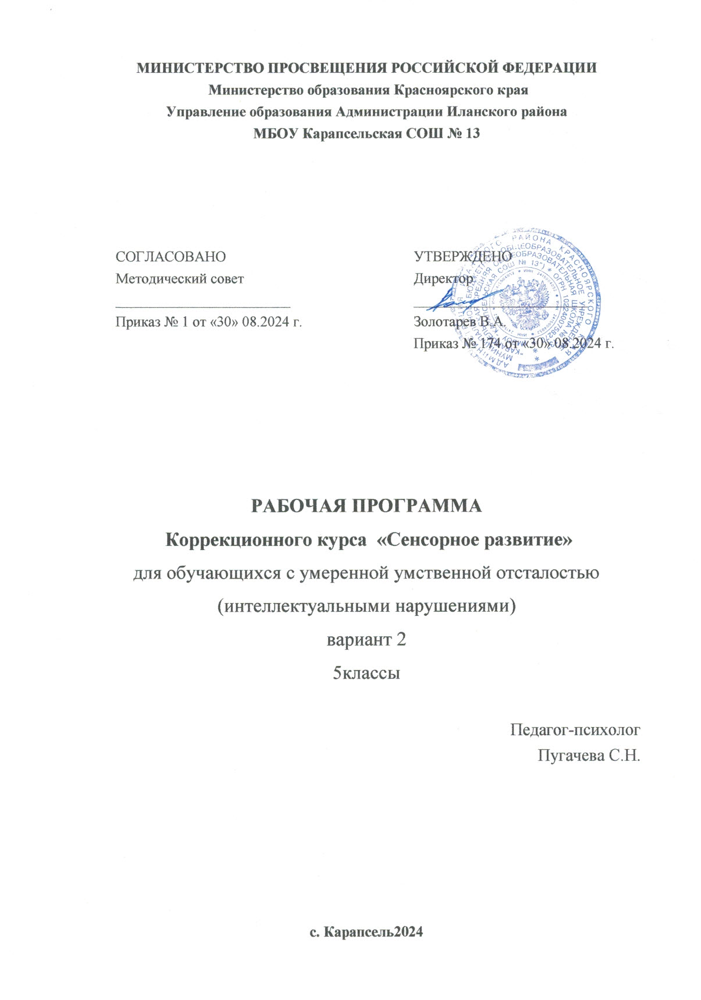 МИНИСТЕРСТВО ПРОСВЕЩЕНИЯ РОССИЙСКОЙ ФЕДЕРАЦИИ
Министерство образования Красноярского края
Управление образования Администрации Иланского района
МБОУ Карапсельская СОШ № 13
СОГЛАСОВАНО
Методический совет
Приказ № 1 от «30» 08.2024 г.
УТВЕРЖДЕНО
Директор
Золотарев В.А.
Приказ № 174 от «30» 08.2024 г.
РАБОЧАЯ ПРОГРАММА
Коррекционного курса «Сенсорное развитие»
для обучающихся с умеренной умственной отсталостью
(интеллектуальными нарушениями)
вариант 2
5классы
Педагог-психолог
Пугачева С.Н.
с. Карапсель2024